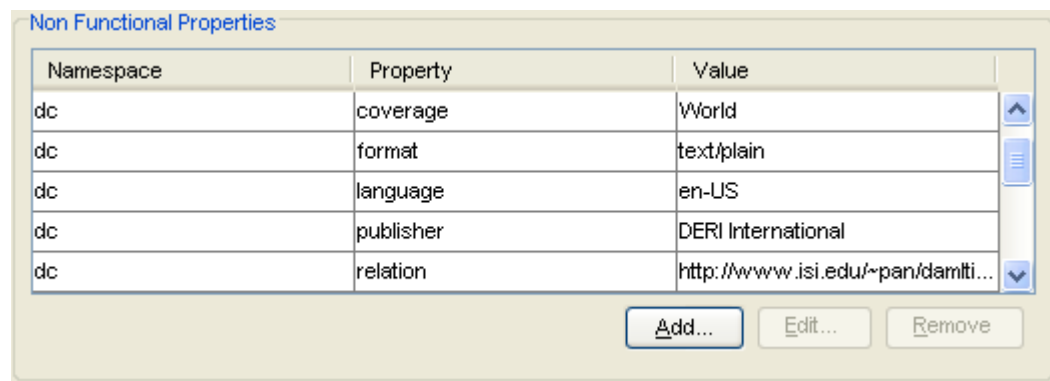 Non Functional Properties
Namespace Property Value
dc coverage World
dc format text/plain
dc language en-US
dc publisher DERI International
dc relation http://www.isi.edu/~pan/damlti...
Add... Edit... Remove